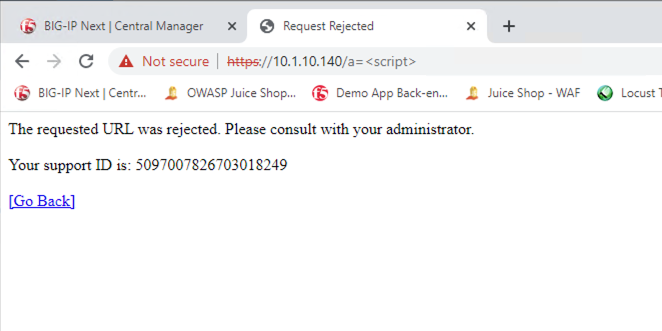 BIG-IP Next | Central Manager
Request Rejected
Not secure | https://10.1.10.140/a=<script>
BIG-IP Next | Centr...
OWASP Juice Shop...
Demo App Back-en...
Juice Shop - WAF
Locust T
The requested URL was rejected. Please consult with your administrator.
Your support ID is: 5097007826703018249
[Go Back]